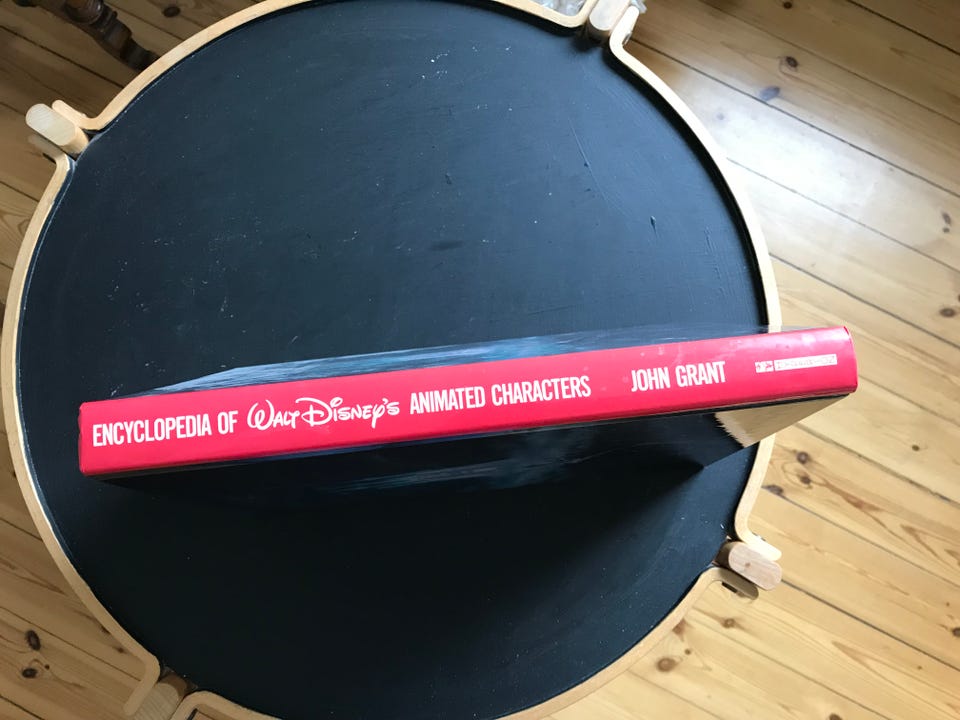 ENCYCLOPEDIA OF WALT DISNEY'S ANIMATED CHARACTERS JOHN GRANT